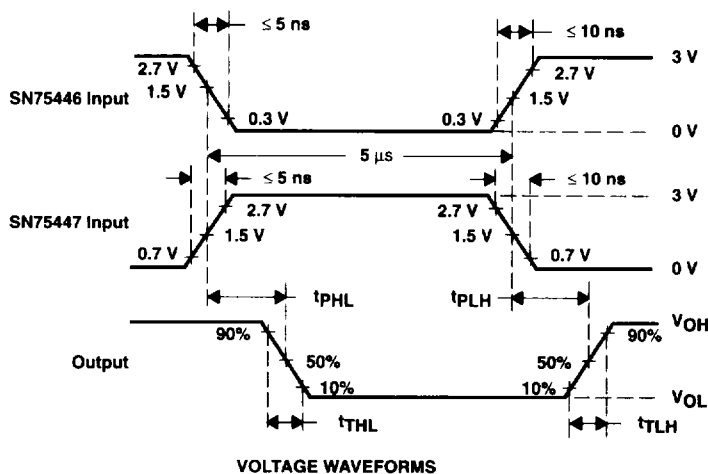 ≤ 5 ns
≤ 10 ns
3 V
2.7 V
2.7 V
SN75446 Input
1.5 V
1.5 V
0.3 V
0.3 V
0 V
5 µs
≤ 5 ns
≤ 10 ns
3 V
2.7 V
2.7 V
SN75447 Input
1.5 V
1.5 V
0.7 V
0.7 V
0 V
tPHL
tPLH
VOH
90%
90%
Output
50%
50%
10%
10%
VOL
tTHL
tTLH
VOLTAGE WAVEFORMS